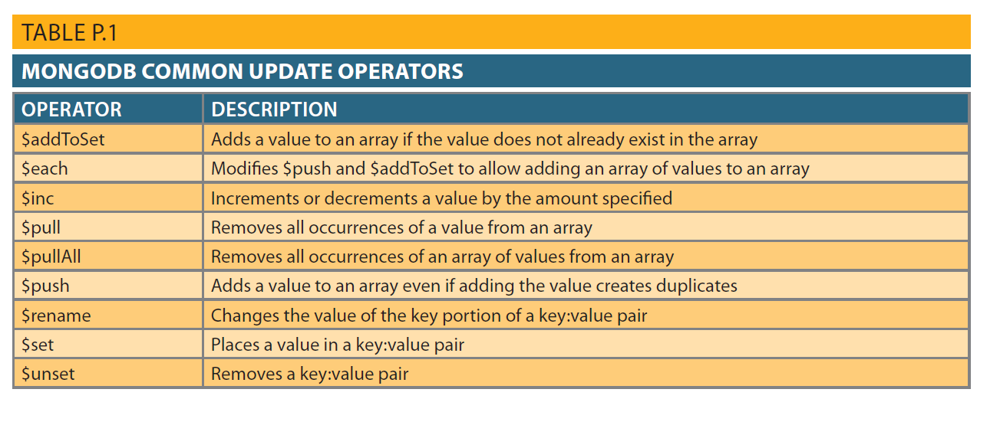 TABLE P.1
MONGODB COMMON UPDATE OPERATORS
OPERATOR DESCRIPTION
$addToSet Adds a value to an array if the value does not already exist in the array
$each Modifies $push and $addToSet to allow adding an array of values to an array
$inc Increments or decrements a value by the amount specified
$pull Removes all occurrences of a value from an array
$pullAll Removes all occurrences of an array of values from an array
$push Adds a value to an array even if adding the value creates duplicates
$rename Changes the value of the key portion of a key:value pair
$set Places a value in a key:value pair
$unset Removes a key:value pair